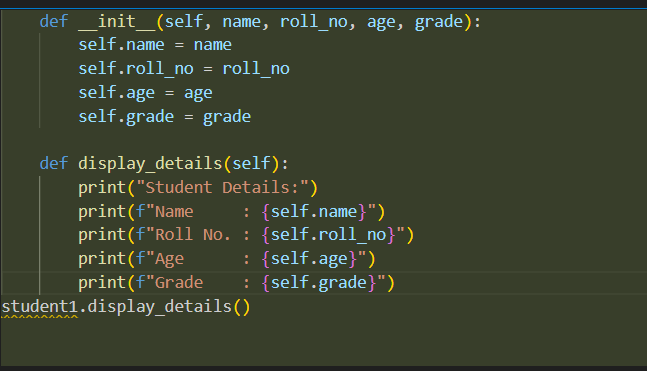 def __init__(self, name, roll_no, age, grade):
        self.name = name
        self.roll_no = roll_no
        self.age = age
        self.grade = grade

    def display_details(self):
        print("Student Details:")
        print(f"Name     : {self.name}")
        print(f"Roll No. : {self.roll_no}")
        print(f"Age      : {self.age}")
        print(f"Grade    : {self.grade}")
student1.display_details()